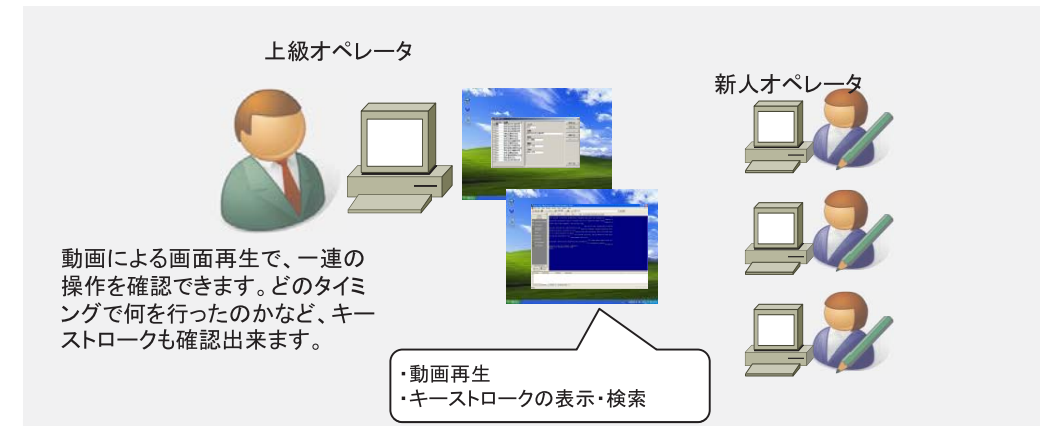 上級オペレータ
新人オペレータ
動画による画面再生で、一連の
操作を確認できます。どのタイミ
ングで何を行ったのかなど、キー
ストロークも確認出来ます。
・動画再生
・キーストロークの表示・検索